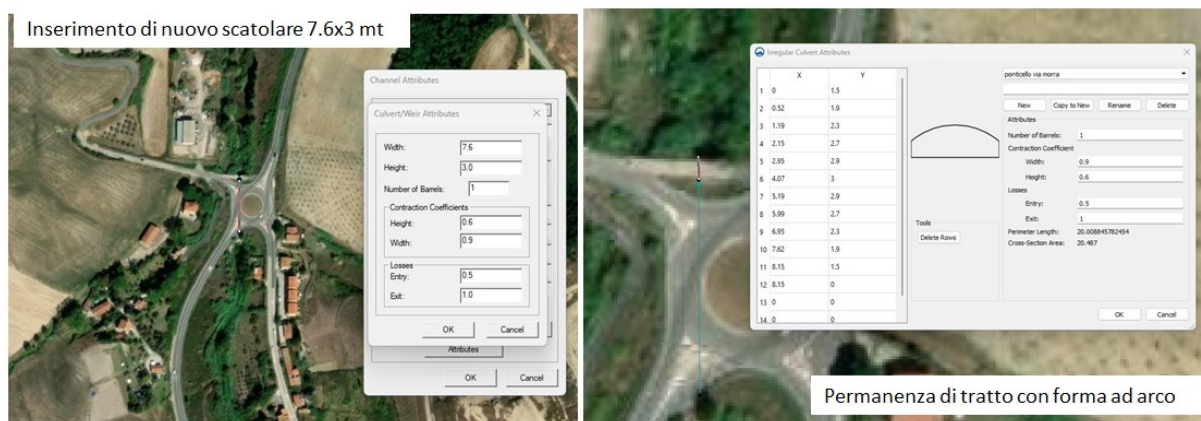 Inserimento di nuovo scatolare 7.6x3 mt
Channel Attributes
Culvert/Weir Attributes
Width: 7.6
Height: 3.0
Number of Barrels: 1
Contraction Coefficients
Height: 0.6
Width: 0.9
Losses
Entry: 0.5
Exit: 1.0
OK Cancel
Attributes
OK Cancel
Irregular Culvert Attributes
X Y
1 0 1.5
2 0.52 1.9
3 1.19 2.3
4 2.15 2.7
5 2.95 2.9
6 4.07 3
7 5.19 2.9
8 5.99 2.7
9 6.95 2.3
10 7.62 1.9
11 8.15 1.5
12 8.15 0
13 0 0
14 0 0
Tools
Delete Rows
ponticello via morra
New Copy to New Rename Delete
Attributes
Number of Barrels: 1
Contraction Coefficient
Width: 0.9
Height: 0.6
Losses
Entry: 0.5
Exit: 1
Perimeter Length: 20.008845782454
Cross-Section Area: 20.487
OK Cancel
Permanenza di tratto con forma ad arco